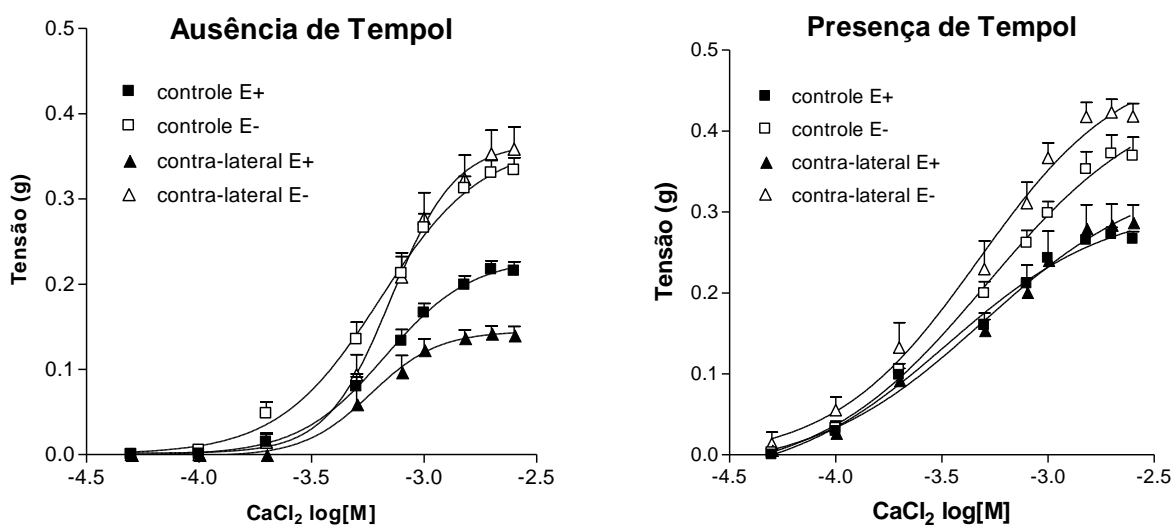 Ausência de Tempol
0.5
0.4
0.3
0.2
0.1
0.0
Tensão (g)
controle E+
controle E-
contra-lateral E+
contra-lateral E-
-4.5 -4.0 -3.5 -3.0 -2.5
CaCl₂ log[M]
Presença de Tempol
0.5
0.4
0.3
0.2
0.1
0.0
Tensão (g)
controle E+
controle E-
contra-lateral E+
contra-lateral E-
-4.5 -4.0 -3.5 -3.0 -2.5
CaCl₂ log[M]